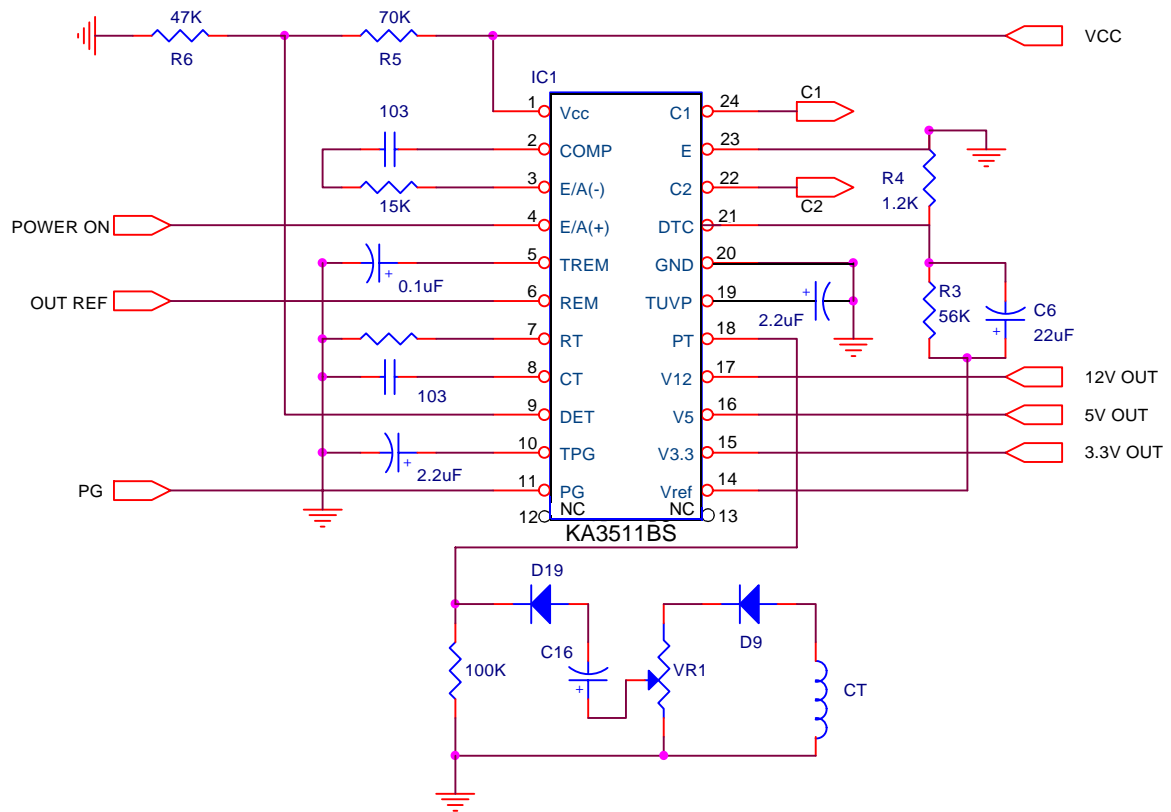 47K
70K
R6
R5
VCC
IC1
C1
1
Vcc
C1
24
103
2
COMP
E
23
3
E/A(-)
C2
22
R4
1.2K
15K
C2
POWER ON
4
E/A(+)
DTC
21
5
TREM
GND
20
+
0.1uF
OUT REF
6
REM
TUVP
19
+
2.2uF
R3
56K
C6
22uF
+
7
RT
PT
18
8
CT
V12
17
12V OUT
103
9
DET
V5
16
5V OUT
10
TPG
V3.3
15
3.3V OUT
+
2.2uF
PG
11
PG
Vref
14
12
NC
NC
13
KA3511BS
D19
D9
C16
+
100K
VR1
CT